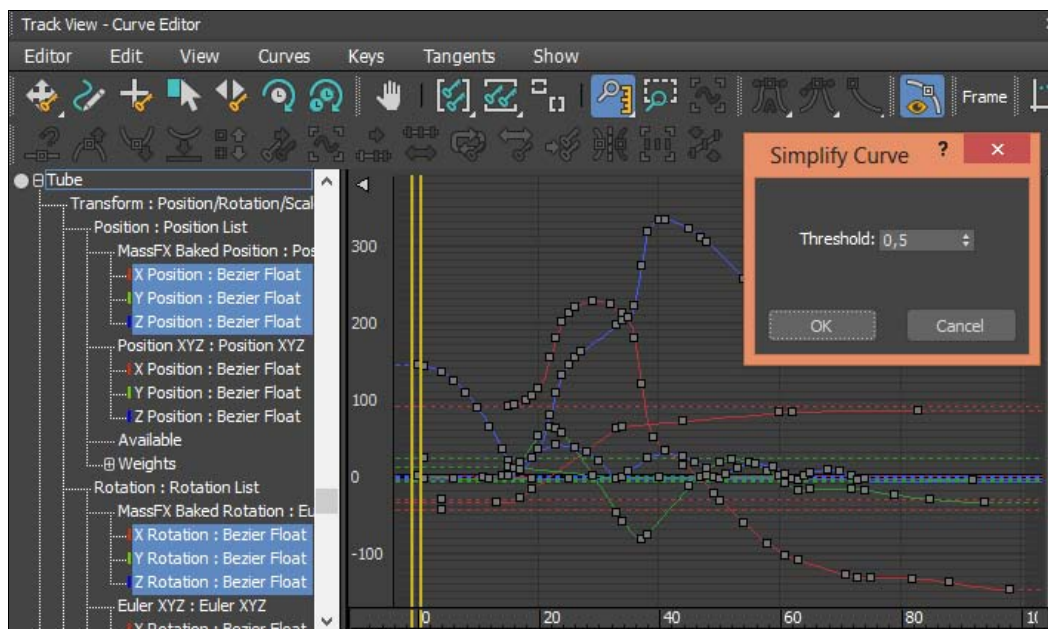 Track View - Curve Editor
Editor Edit View Curves Keys Tangents Show
Frame
Simplify Curve ? ×
Threshold: 0,5
OK Cancel
Tube
Transform : Position/Rotation/Scal
Position : Position List
MassFX Baked Position : Pos
X Position : Bezier Float
Y Position : Bezier Float
Z Position : Bezier Float
Position XYZ : Position XYZ
X Position : Bezier Float
Y Position : Bezier Float
Z Position : Bezier Float
Available
Weights
Rotation : Rotation List
MassFX Baked Rotation : Eu
X Rotation : Bezier Float
Y Rotation : Bezier Float
Z Rotation : Bezier Float
Euler XYZ : Euler XYZ
X Rotation : Bezier Float
300
200
100
0
-100
0 20 40 60 80 10